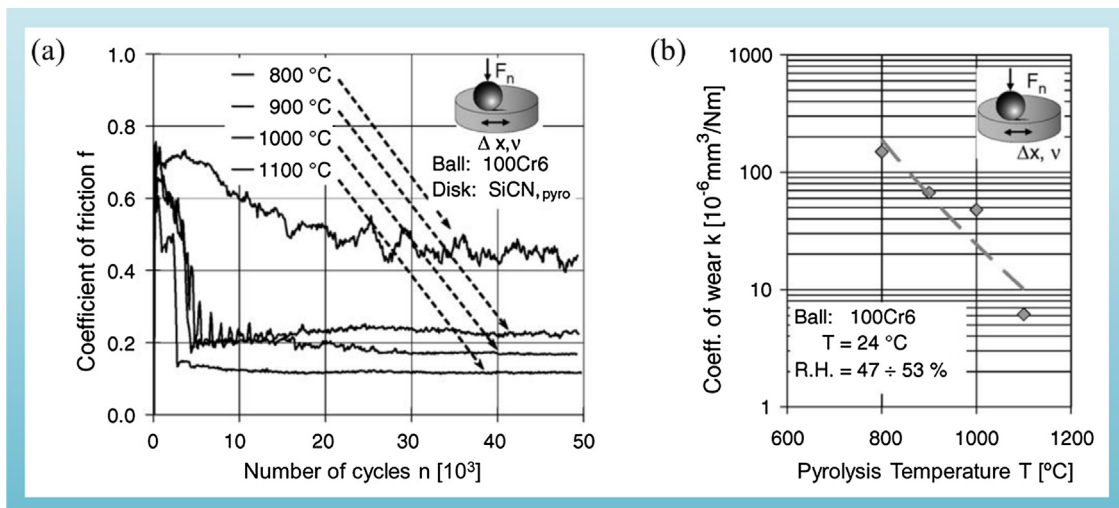 (a)
1.0
0.8
0.6
0.4
0.2
0.0
Coefficient of friction f
800 °C
900 °C
1000 °C
1100 °C
Fn
Δ x, ν
Ball: 100Cr6
Disk: SiCN,pyro
0 10 20 30 40 50
Number of cycles n [10³]
(b)
1000
100
10
1
Coeff. of wear k [10⁻⁶mm³/Nm]
Fn
Δx, ν
Ball: 100Cr6
T = 24 °C
R.H. = 47 ÷ 53 %
600 800 1000 1200
Pyrolysis Temperature T [ºC]